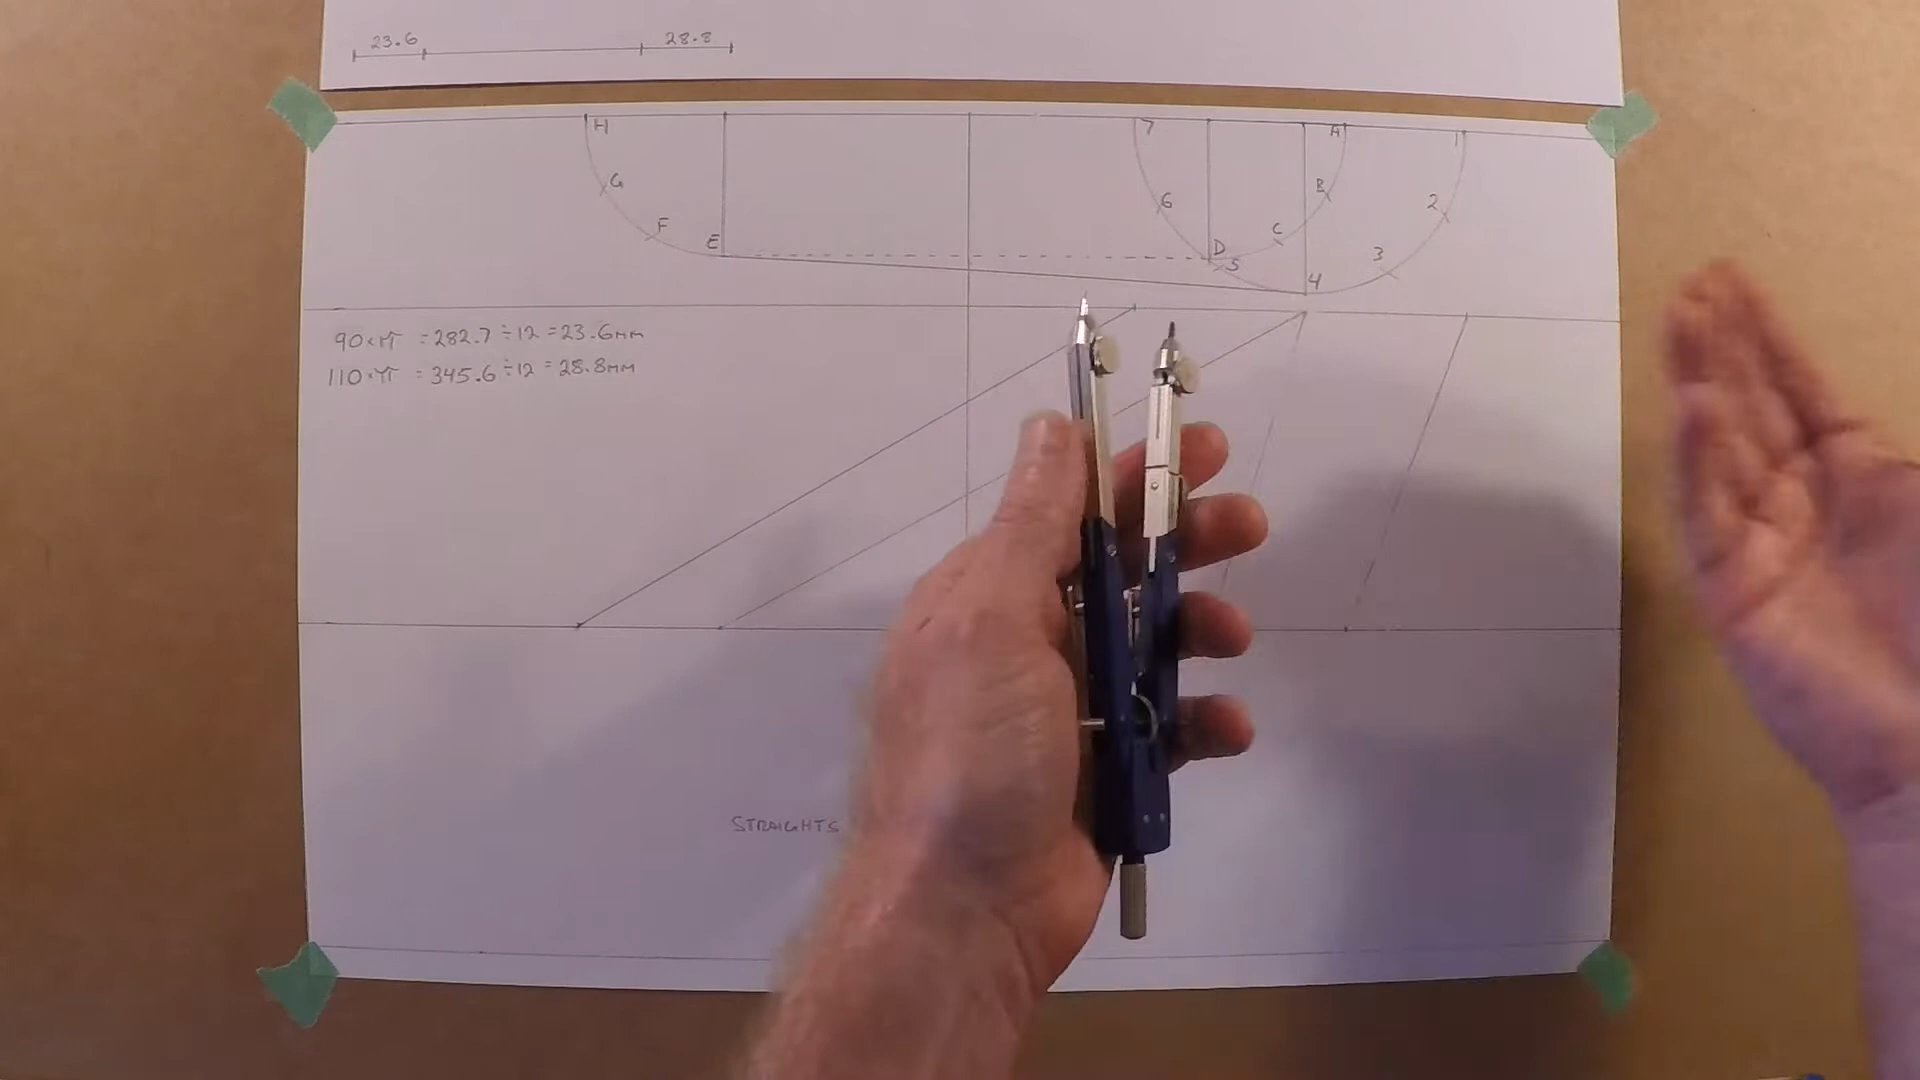 23.6 28.8
H 7 A 1
G B 2
6
F C
E D 3
5
4
90×π = 282.7 ÷ 12 = 23.6mm
110×π = 345.6 ÷ 12 = 28.8mm
STRAIGHTS